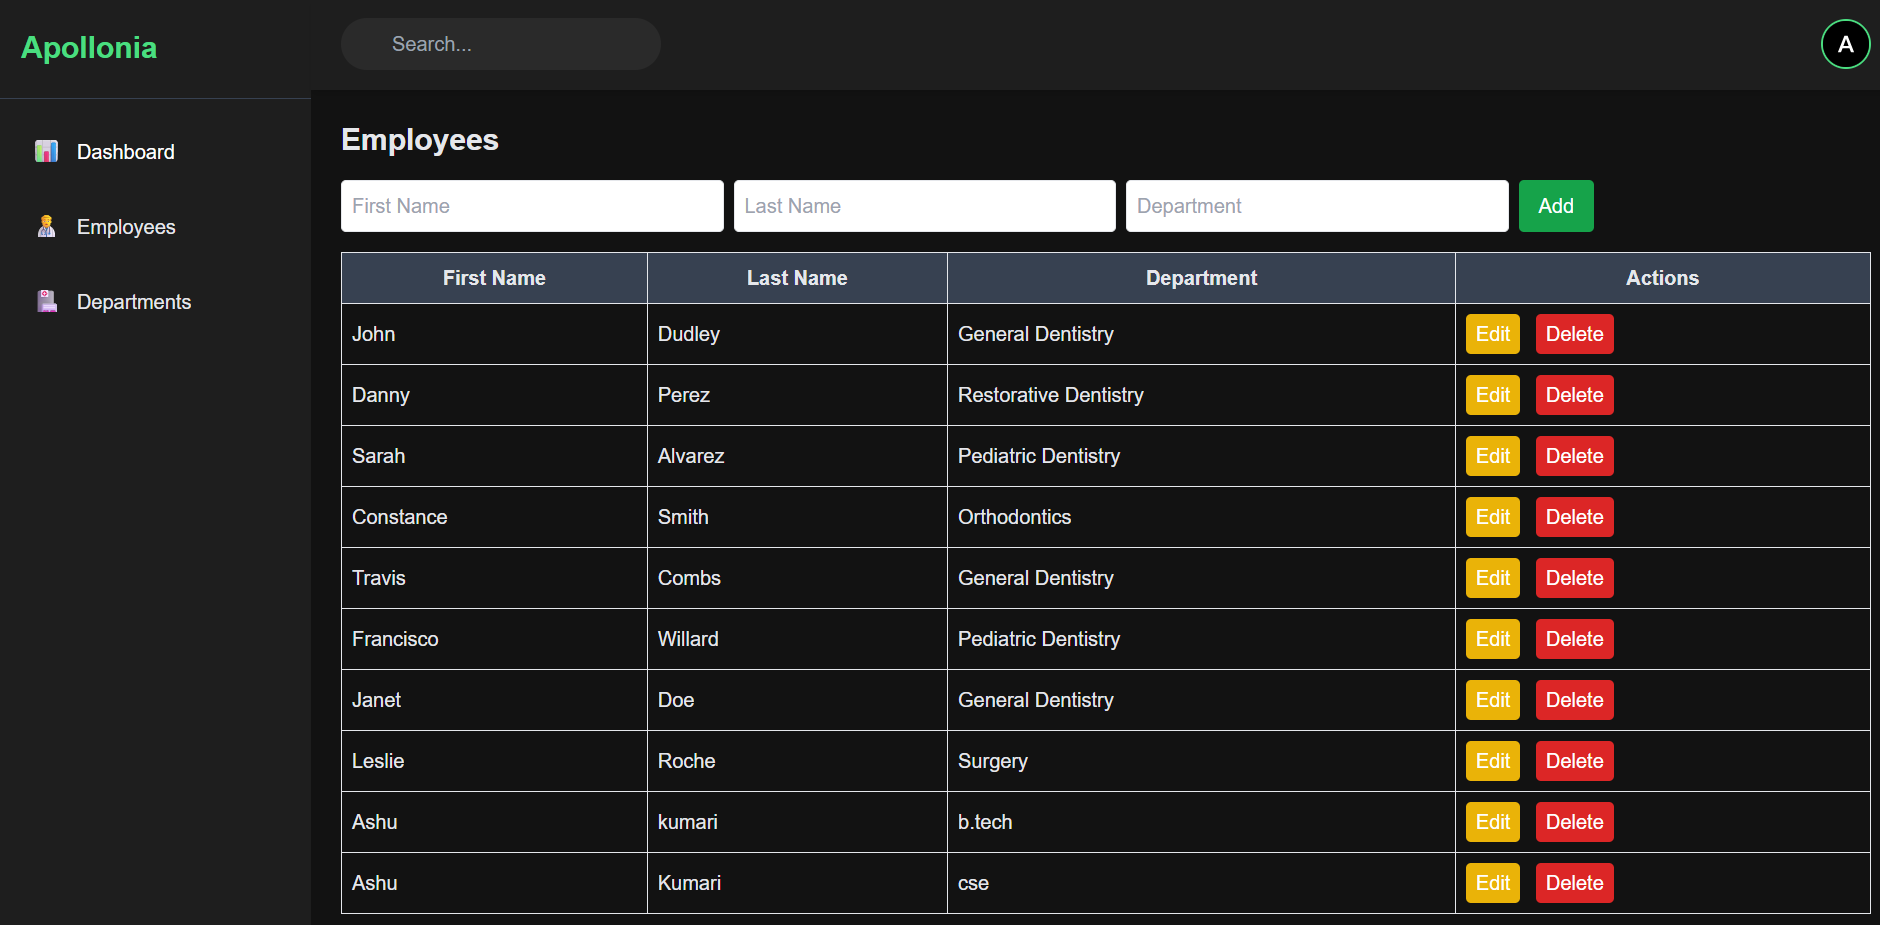 Apollonia
Search...
A
Dashboard
Employees
Departments
Employees
First Name Last Name Department Add
First Name Last Name Department Actions
John Dudley General Dentistry Edit Delete
Danny Perez Restorative Dentistry Edit Delete
Sarah Alvarez Pediatric Dentistry Edit Delete
Constance Smith Orthodontics Edit Delete
Travis Combs General Dentistry Edit Delete
Francisco Willard Pediatric Dentistry Edit Delete
Janet Doe General Dentistry Edit Delete
Leslie Roche Surgery Edit Delete
Ashu kumari b.tech Edit Delete
Ashu Kumari cse Edit Delete